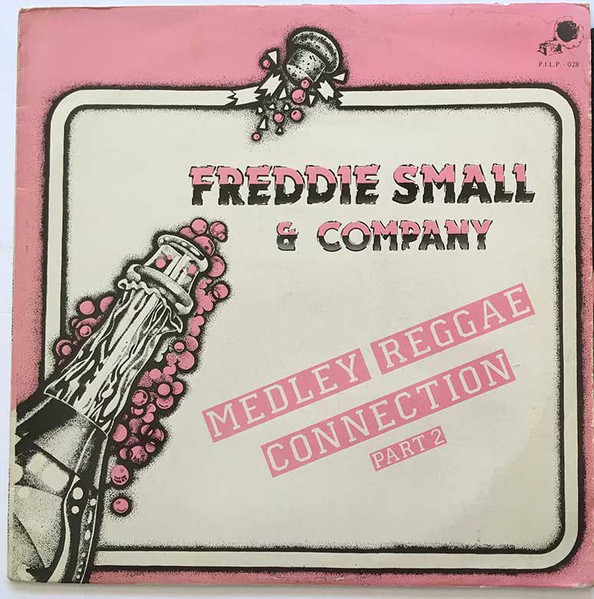 P.I.L.P. - 028
FREDDIE SMALL
& COMPANY
MEDLEY REGGAE
CONNECTION
PART 2